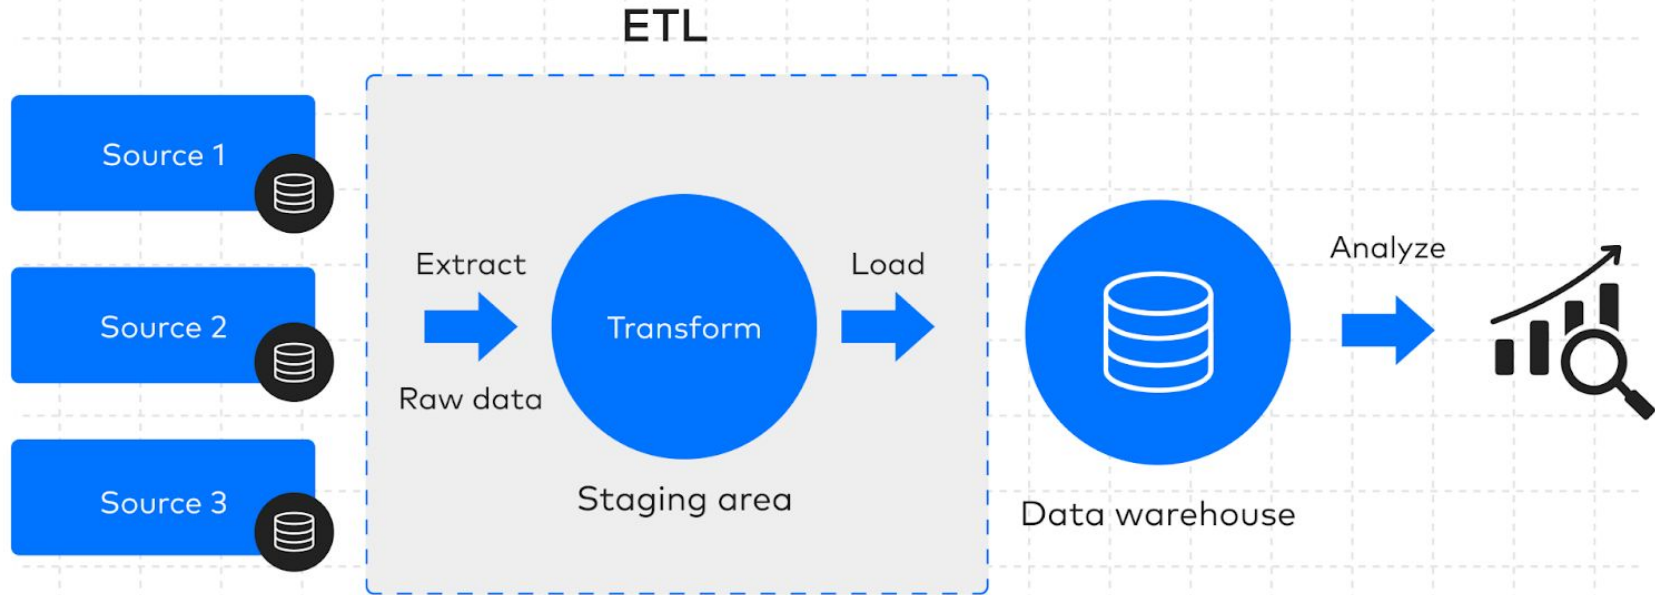 ETL
Source 1
Source 2
Source 3
Extract
Raw data
Transform
Staging area
Load
Data warehouse
Analyze